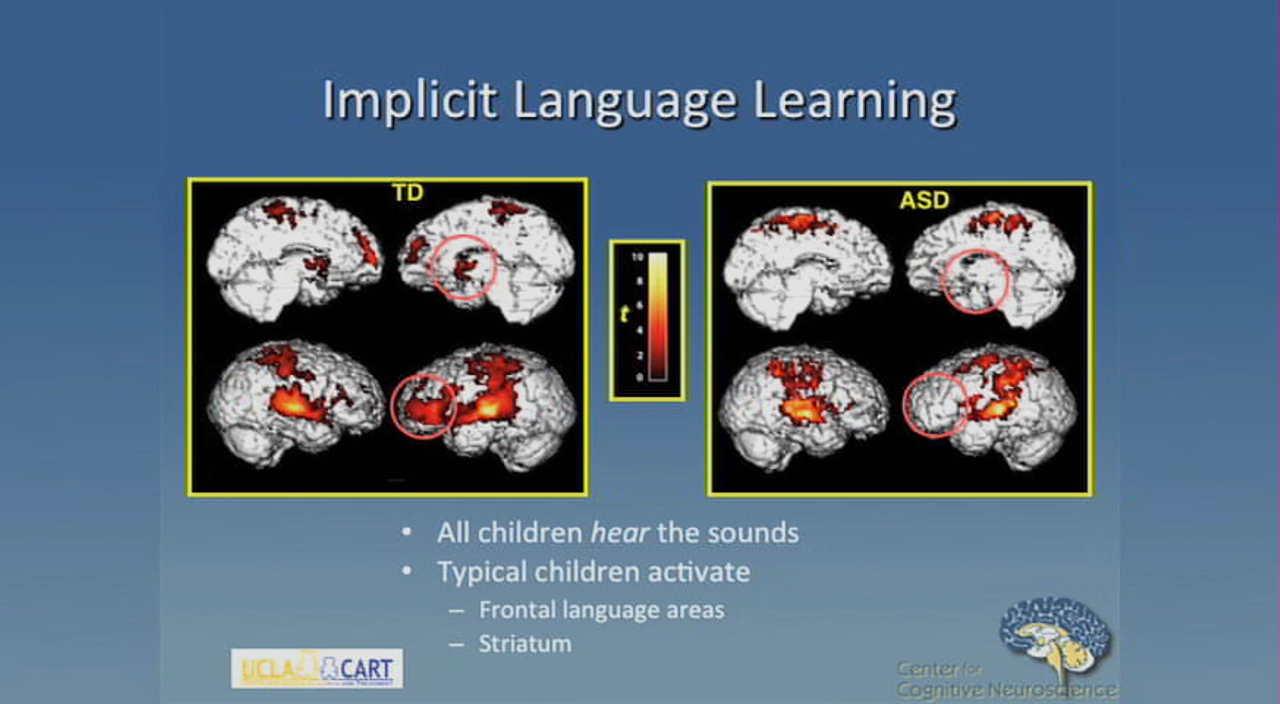 Implicit Language Learning
TD
ASD
10
8
6
4
2
0
t
• All children hear the sounds
• Typical children activate
– Frontal language areas
– Striatum
UCLA CART
Center for
Cognitive Neuroscience